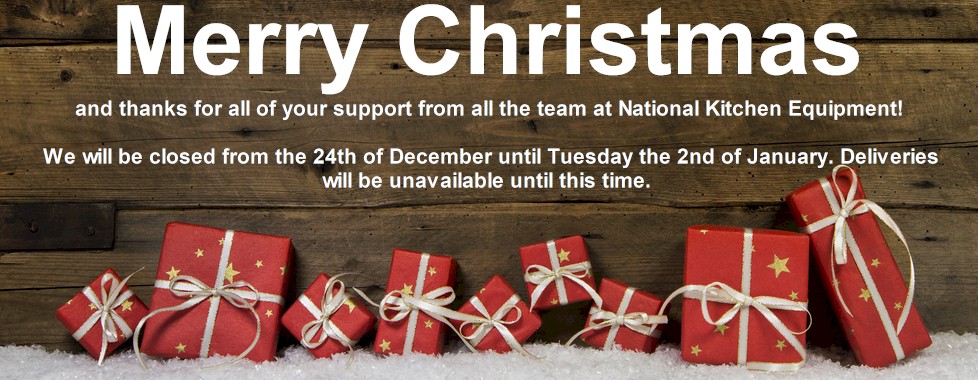 Merry Christmas
and thanks for all of your support from all the team at National Kitchen Equipment!
We will be closed from the 24th of December until Tuesday the 2nd of January. Deliveries
will be unavailable until this time.